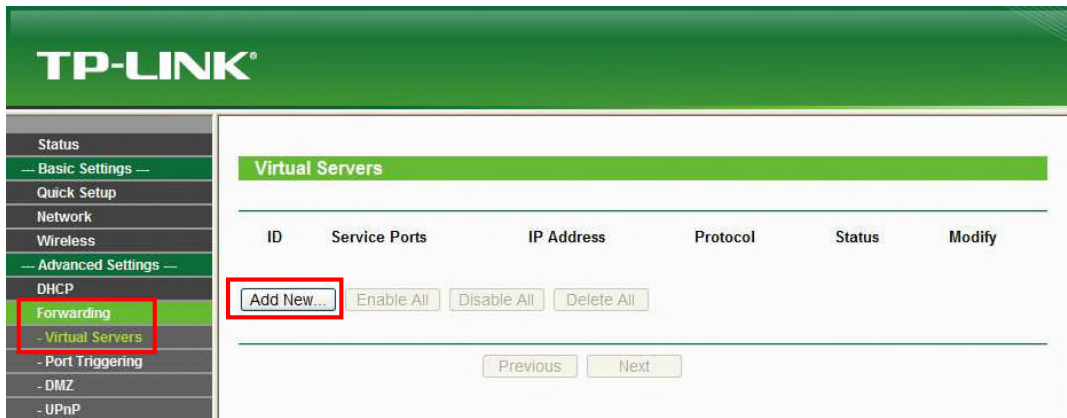 TP-LINK®
Status
--- Basic Settings ---
Quick Setup
Network
Wireless
--- Advanced Settings ---
DHCP
Forwarding
- Virtual Servers
- Port Triggering
- DMZ
- UPnP
Virtual Servers
ID Service Ports IP Address Protocol Status Modify
Add New... Enable All Disable All Delete All
Previous Next